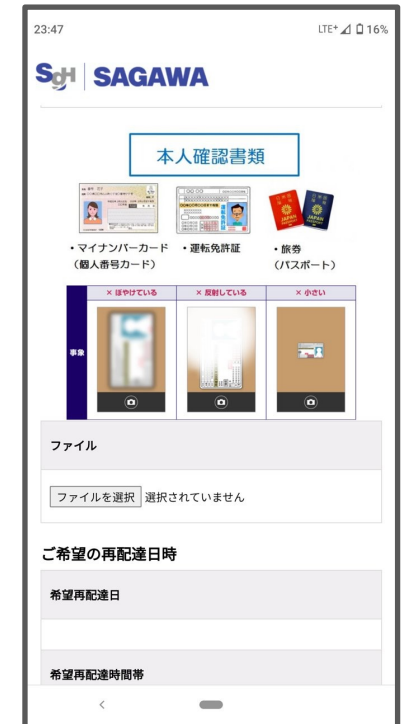 23:47 LTE+ 16%
SGH SAGAWA
本人確認書類
・マイナンバーカード
（個人番号カード）
・運転免許証
・旅券
（パスポート）
× ぼやけている × 反射している × 小さい
事象
ファイル
ファイルを選択 選択されていません
ご希望の再配達日時
希望再配達日
希望再配達時間帯